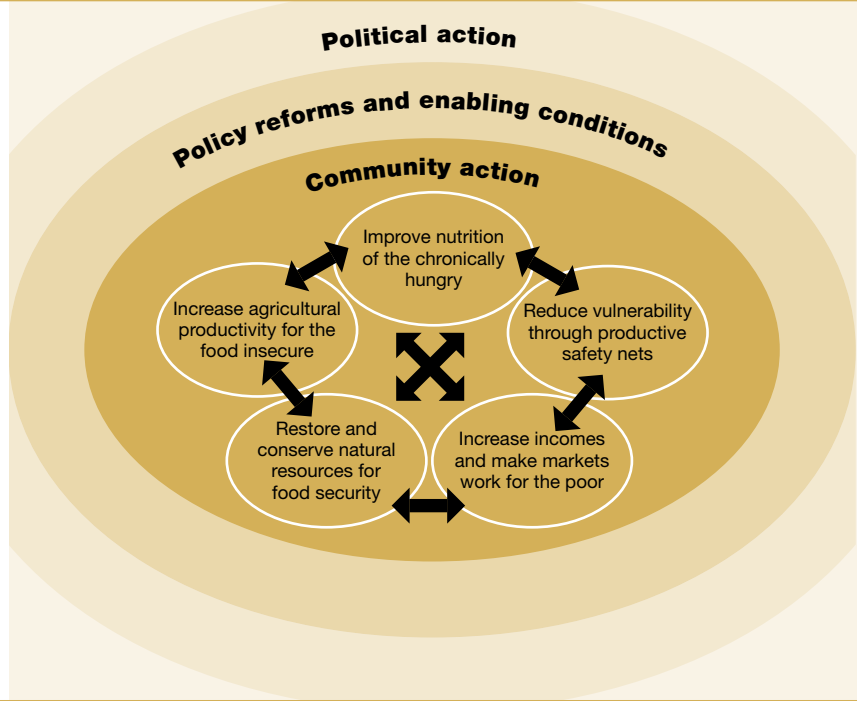 Political action
Policy reforms and enabling conditions
Community action
Improve nutrition
of the chronically
hungry
Increase agricultural
productivity for the
food insecure
Reduce vulnerability
through productive
safety nets
Restore and
conserve natural
resources for
food security
Increase incomes
and make markets
work for the poor